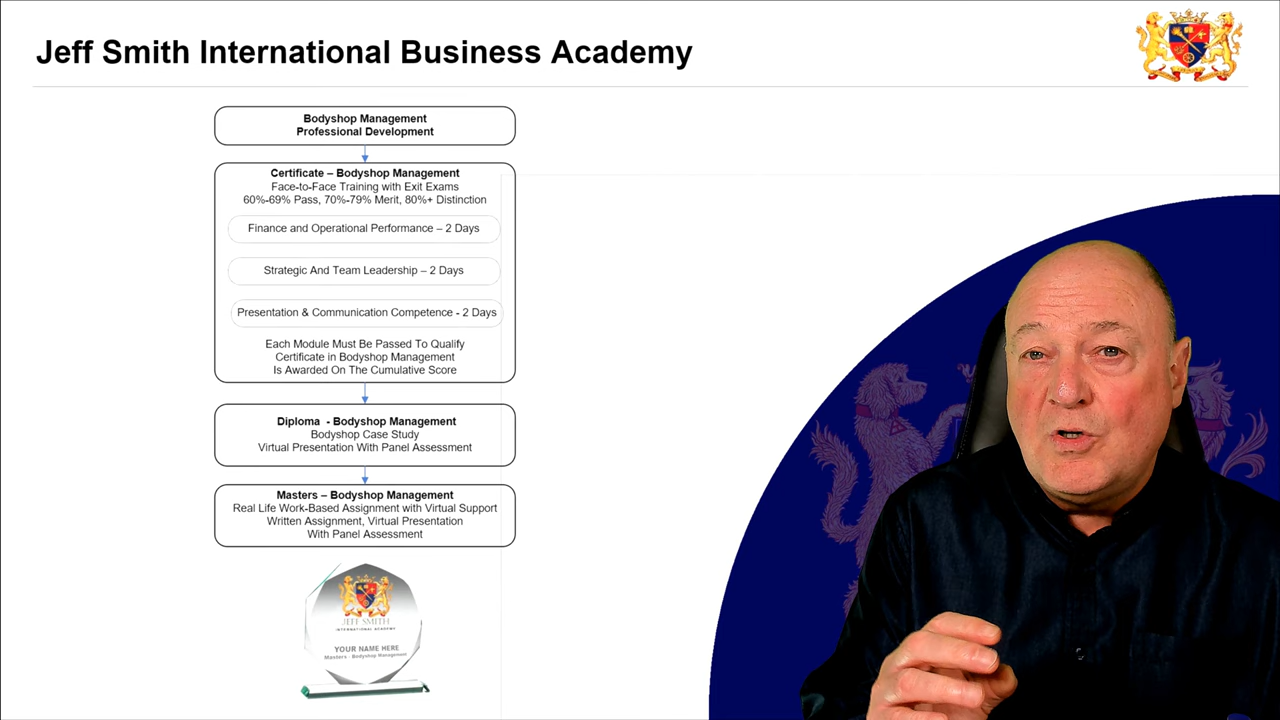 Jeff Smith International Business Academy
Bodyshop Management
Professional Development
Certificate – Bodyshop Management
Face-to-Face Training with Exit Exams
60%-69% Pass, 70%-79% Merit, 80%+ Distinction
Finance and Operational Performance – 2 Days
Strategic And Team Leadership – 2 Days
Presentation & Communication Competence - 2 Days
Each Module Must Be Passed To Qualify
Certificate in Bodyshop Management
Is Awarded On The Cumulative Score
Diploma - Bodyshop Management
Bodyshop Case Study
Virtual Presentation With Panel Assessment
Masters – Bodyshop Management
Real Life Work-Based Assignment with Virtual Support
Written Assignment, Virtual Presentation
With Panel Assessment
JEFF SMITH
INTERNATIONAL ACADEMY
YOUR NAME HERE
Masters - Bodyshop Management